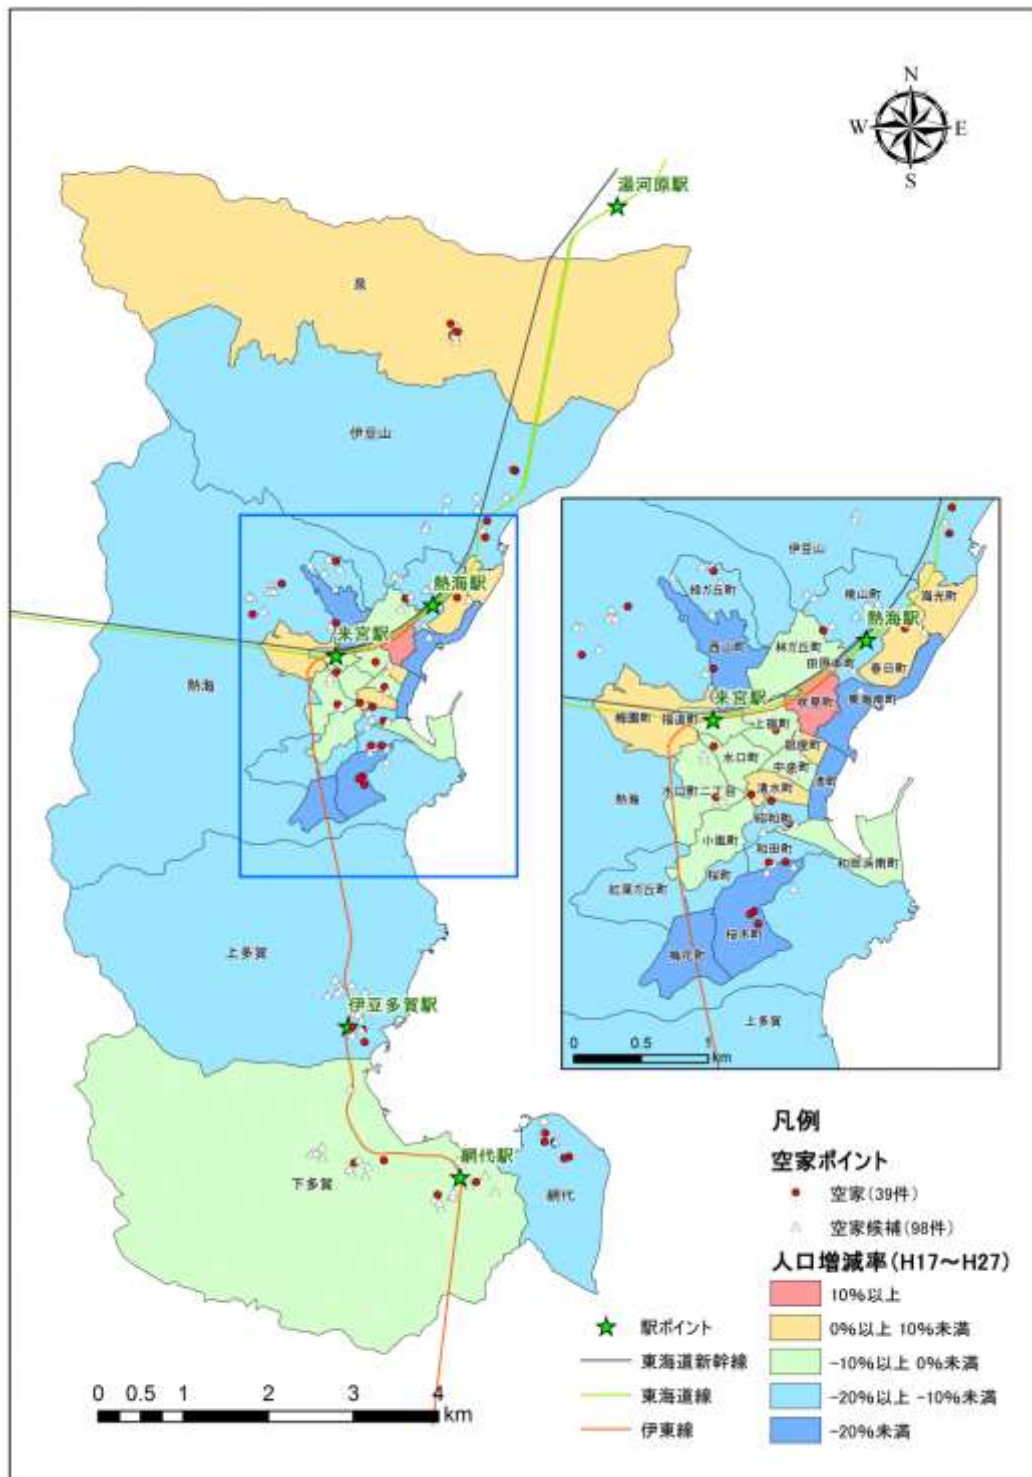 N
W E
S
湯河原駅
泉
伊豆山
熱海駅
来宮駅
熱海
上多賀
伊豆多賀駅
網代駅
下多賀
網代
伊豆山
緑ガ丘町
桃山町
海光町
熱海駅
西山町
林ガ丘町
田原本町
春日町
来宮駅
東海岸町
梅園町
福道町
咲見町
上宿町
銀座町
水口町
中央町
渚町
熱海
水口町二丁目
清水町
昭和町
小嵐町
和田町
和田浜南町
桜町
紅葉ガ丘町
桜木町
梅花町
上多賀
0 0.5 1
km
凡例
空家ポイント
空家(39件)
空家候補(98件)
人口増減率(H17～H27)
10%以上
0%以上 10%未満
-10%以上 0%未満
-20%以上 -10%未満
-20%未満
駅ポイント
東海道新幹線
東海道線
伊東線
0 0.5 1 2 3 4
km